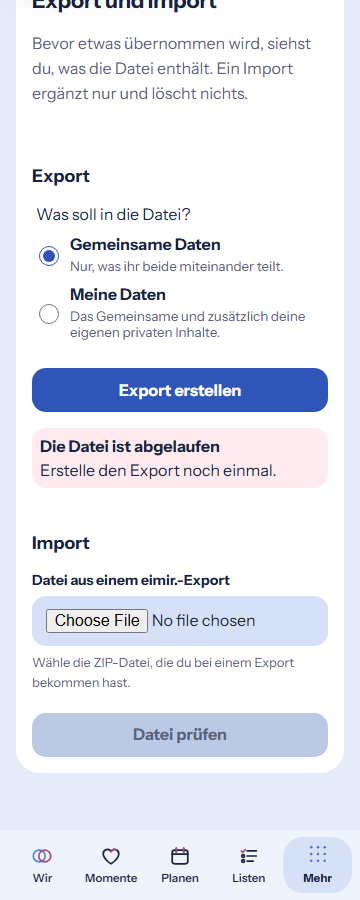 Export und Import
Bevor etwas übernommen wird, siehst
du, was die Datei enthält. Ein Import
ergänzt nur und löscht nichts.
Export
Was soll in die Datei?
Gemeinsame Daten
Nur, was ihr beide miteinander teilt.
Meine Daten
Das Gemeinsame und zusätzlich deine
eigenen privaten Inhalte.
Export erstellen
Die Datei ist abgelaufen
Erstelle den Export noch einmal.
Import
Datei aus einem eimir.-Export
Choose File No file chosen
Wähle die ZIP-Datei, die du bei einem Export
bekommen hast.
Datei prüfen
Wir Momente Planen Listen Mehr